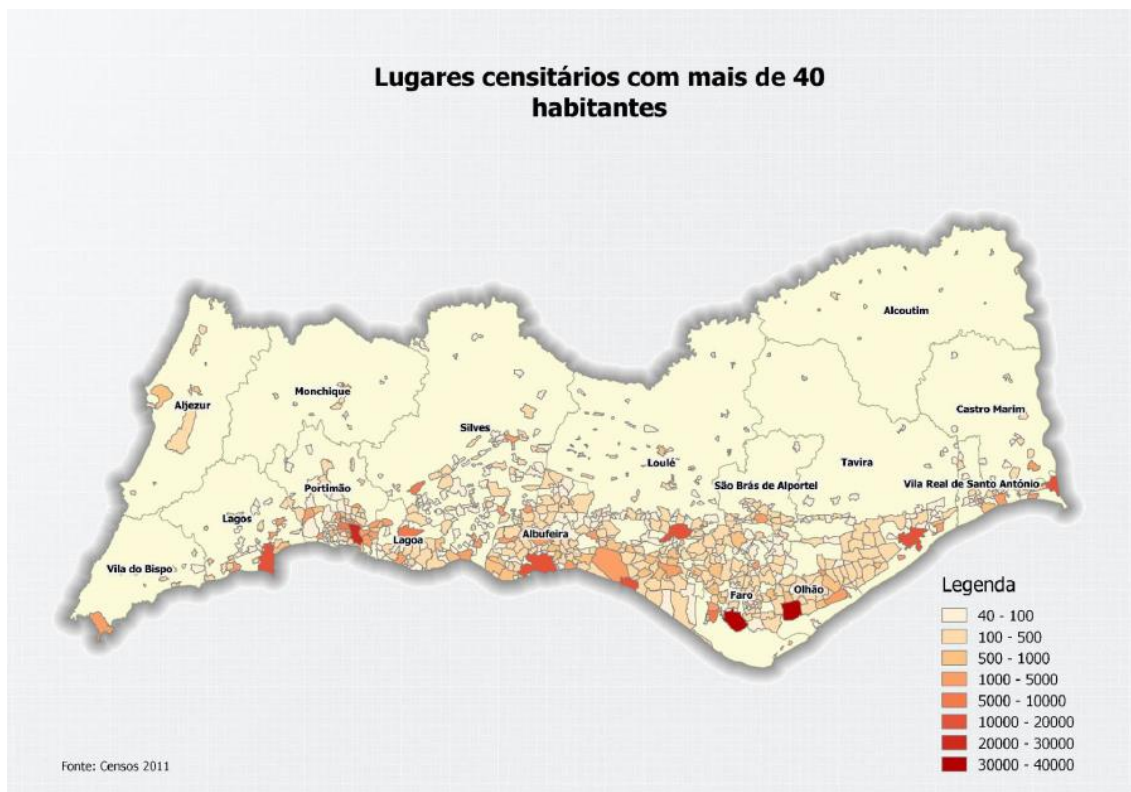 Lugares censitários com mais de 40
habitantes
Alcoutim
Monchique
Aljezur
Castro Marim
Silves
Loulé
Tavira
São Brás de Alportel
Vila Real de Santo António
Portimão
Lagos
Lagoa
Albufeira
Vila do Bispo
Olhão
Faro
Legenda
40 - 100
100 - 500
500 - 1000
1000 - 5000
5000 - 10000
10000 - 20000
20000 - 30000
30000 - 40000
Fonte: Censos 2011